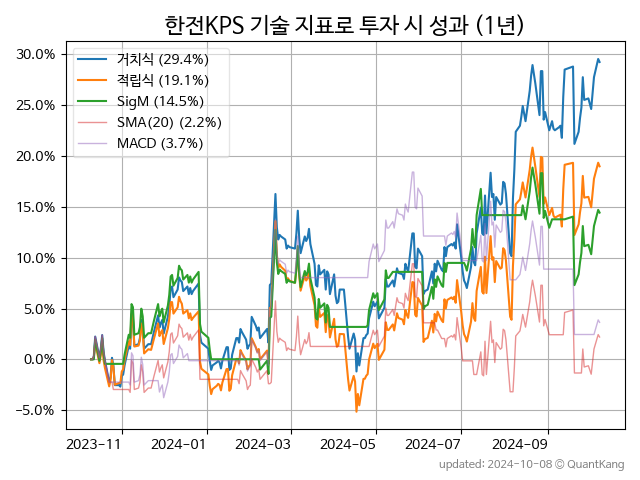 한전KPS 기술 지표로 투자 시 성과 (1년)
30.0%
25.0%
20.0%
15.0%
10.0%
5.0%
0.0%
−5.0%
거치식 (29.4%)
적립식 (19.1%)
SigM (14.5%)
SMA(20) (2.2%)
MACD (3.7%)
2023-11 2024-01 2024-03 2024-05 2024-07 2024-09
updated: 2024-10-08 © QuantKang